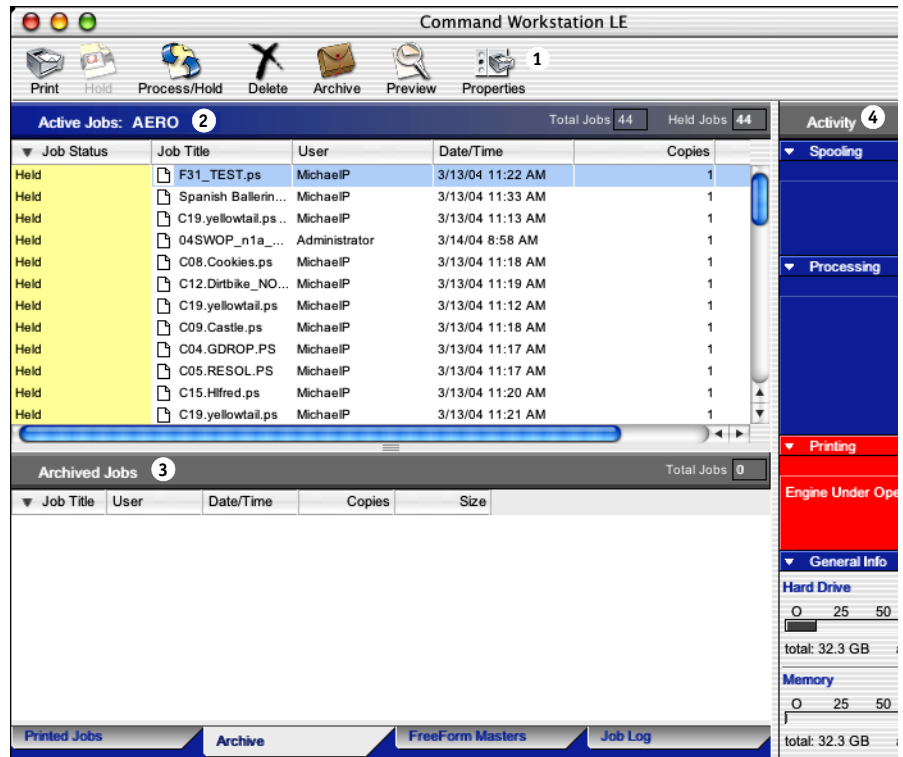 Command Workstation LE
Print Hold Process/Hold Delete Archive Preview Properties 1
Active Jobs: AERO 2 Total Jobs 44 Held Jobs 44
Job Status Job Title User Date/Time Copies
Held F31_TEST.ps MichaelP 3/13/04 11:22 AM 1
Held Spanish Ballerin... MichaelP 3/13/04 11:33 AM 1
Held C19.yellowtail.ps.. MichaelP 3/13/04 11:13 AM 1
Held 04SWOP_n1a_... Administrator 3/14/04 8:58 AM 1
Held C08.Cookies.ps MichaelP 3/13/04 11:18 AM 1
Held C12.Dirtbike_NO... MichaelP 3/13/04 11:19 AM 1
Held C19.yellowtail.ps MichaelP 3/13/04 11:12 AM 1
Held C09.Castle.ps MichaelP 3/13/04 11:18 AM 1
Held C04.GDROP.PS MichaelP 3/13/04 11:17 AM 1
Held C05.RESOL.PS MichaelP 3/13/04 11:17 AM 1
Held C15.Hlfred.ps MichaelP 3/13/04 11:20 AM 1
Held C19.yellowtail.ps MichaelP 3/13/04 11:21 AM 1
Archived Jobs 3 Total Jobs 0
Job Title User Date/Time Copies Size
Printed Jobs Archive FreeForm Masters Job Log
Activity 4
Spooling
Processing
Printing
Engine Under Ope
General Info
Hard Drive
0 25 50
total: 32.3 GB a
Memory
0 25 50
total: 32.3 GB a